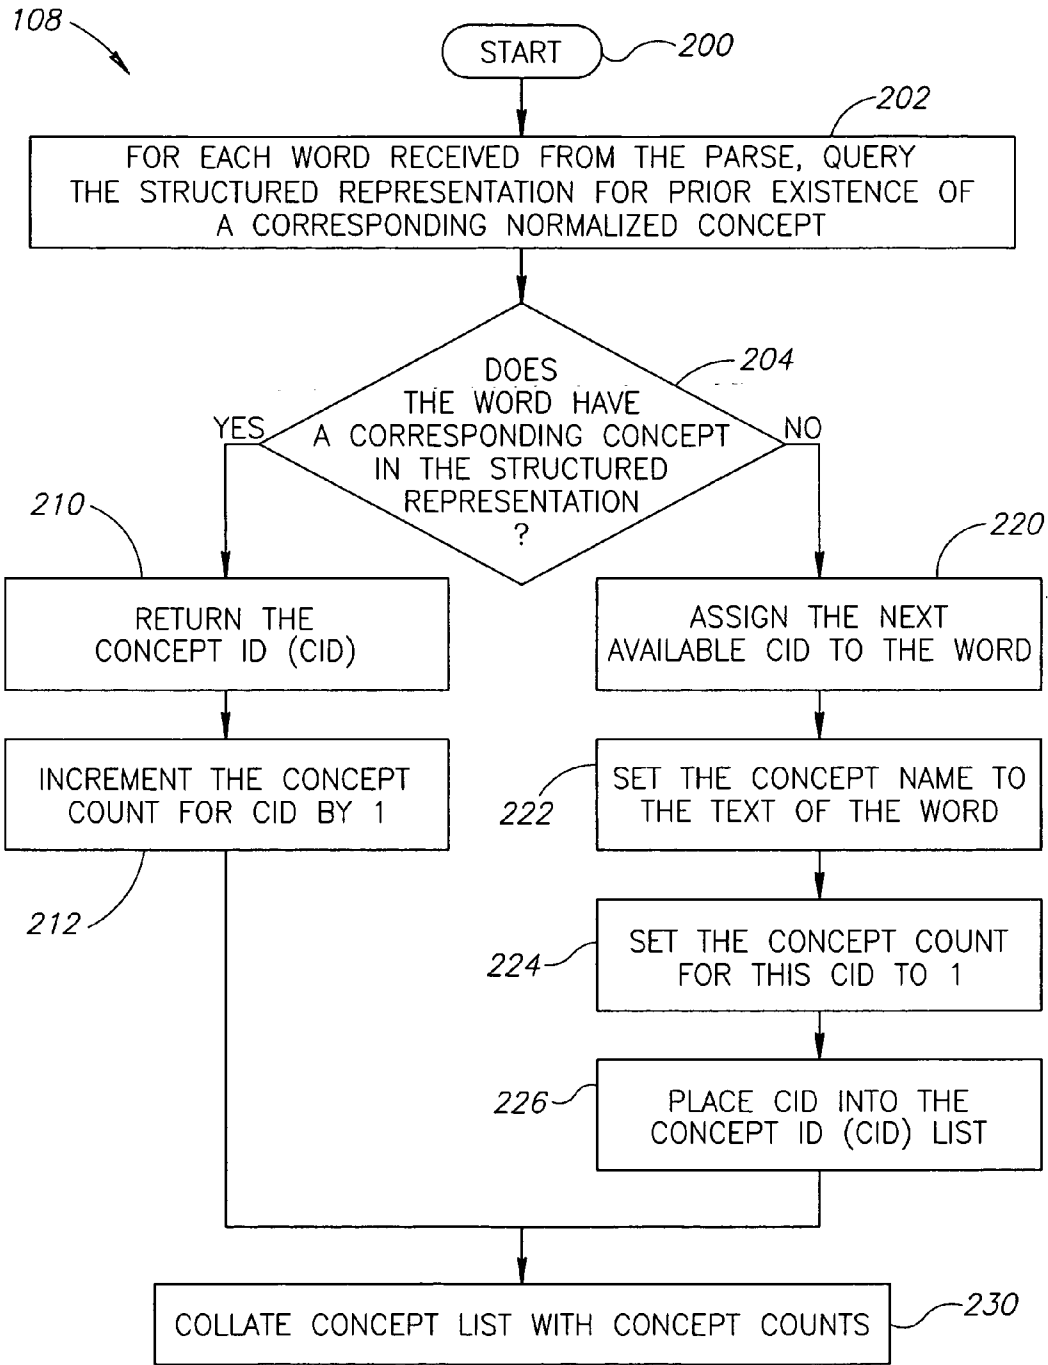 108
START
200
202
FOR EACH WORD RECEIVED FROM THE PARSE, QUERY
THE STRUCTURED REPRESENTATION FOR PRIOR EXISTENCE OF
A CORRESPONDING NORMALIZED CONCEPT
204
DOES
THE WORD HAVE
A CORRESPONDING CONCEPT
IN THE STRUCTURED
REPRESENTATION
?
YES
NO
210
RETURN THE
CONCEPT ID (CID)
INCREMENT THE CONCEPT
COUNT FOR CID BY 1
212
220
ASSIGN THE NEXT
AVAILABLE CID TO THE WORD
222
SET THE CONCEPT NAME TO
THE TEXT OF THE WORD
224
SET THE CONCEPT COUNT
FOR THIS CID TO 1
226
PLACE CID INTO THE
CONCEPT ID (CID) LIST
COLLATE CONCEPT LIST WITH CONCEPT COUNTS
230